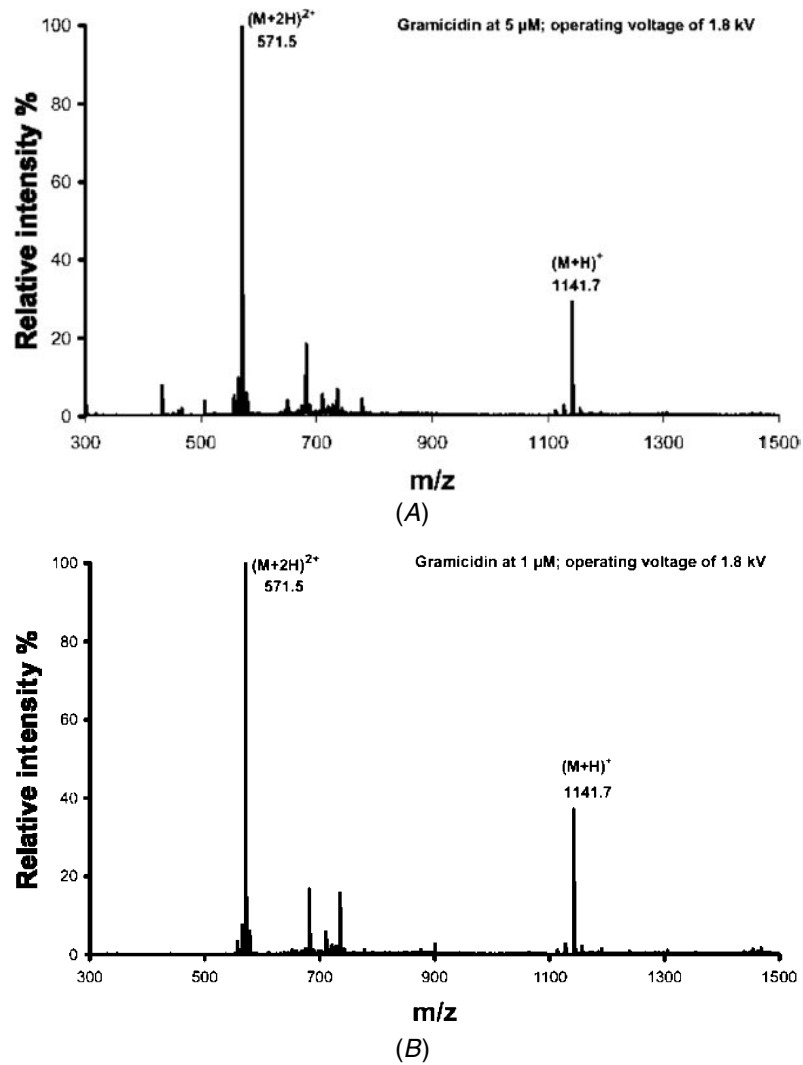 Gramicidin at 5 µM; operating voltage of 1.8 kV
(M+2H)²⁺
571.5
(M+H)⁺
1141.7
Relative intensity %
100
80
60
40
20
0
300 500 700 900 1100 1300 1500
m/z
(A)
Gramicidin at 1 µM; operating voltage of 1.8 kV
(M+2H)²⁺
571.5
(M+H)⁺
1141.7
Relative intensity %
100
80
60
40
20
0
300 500 700 900 1100 1300 1500
m/z
(B)